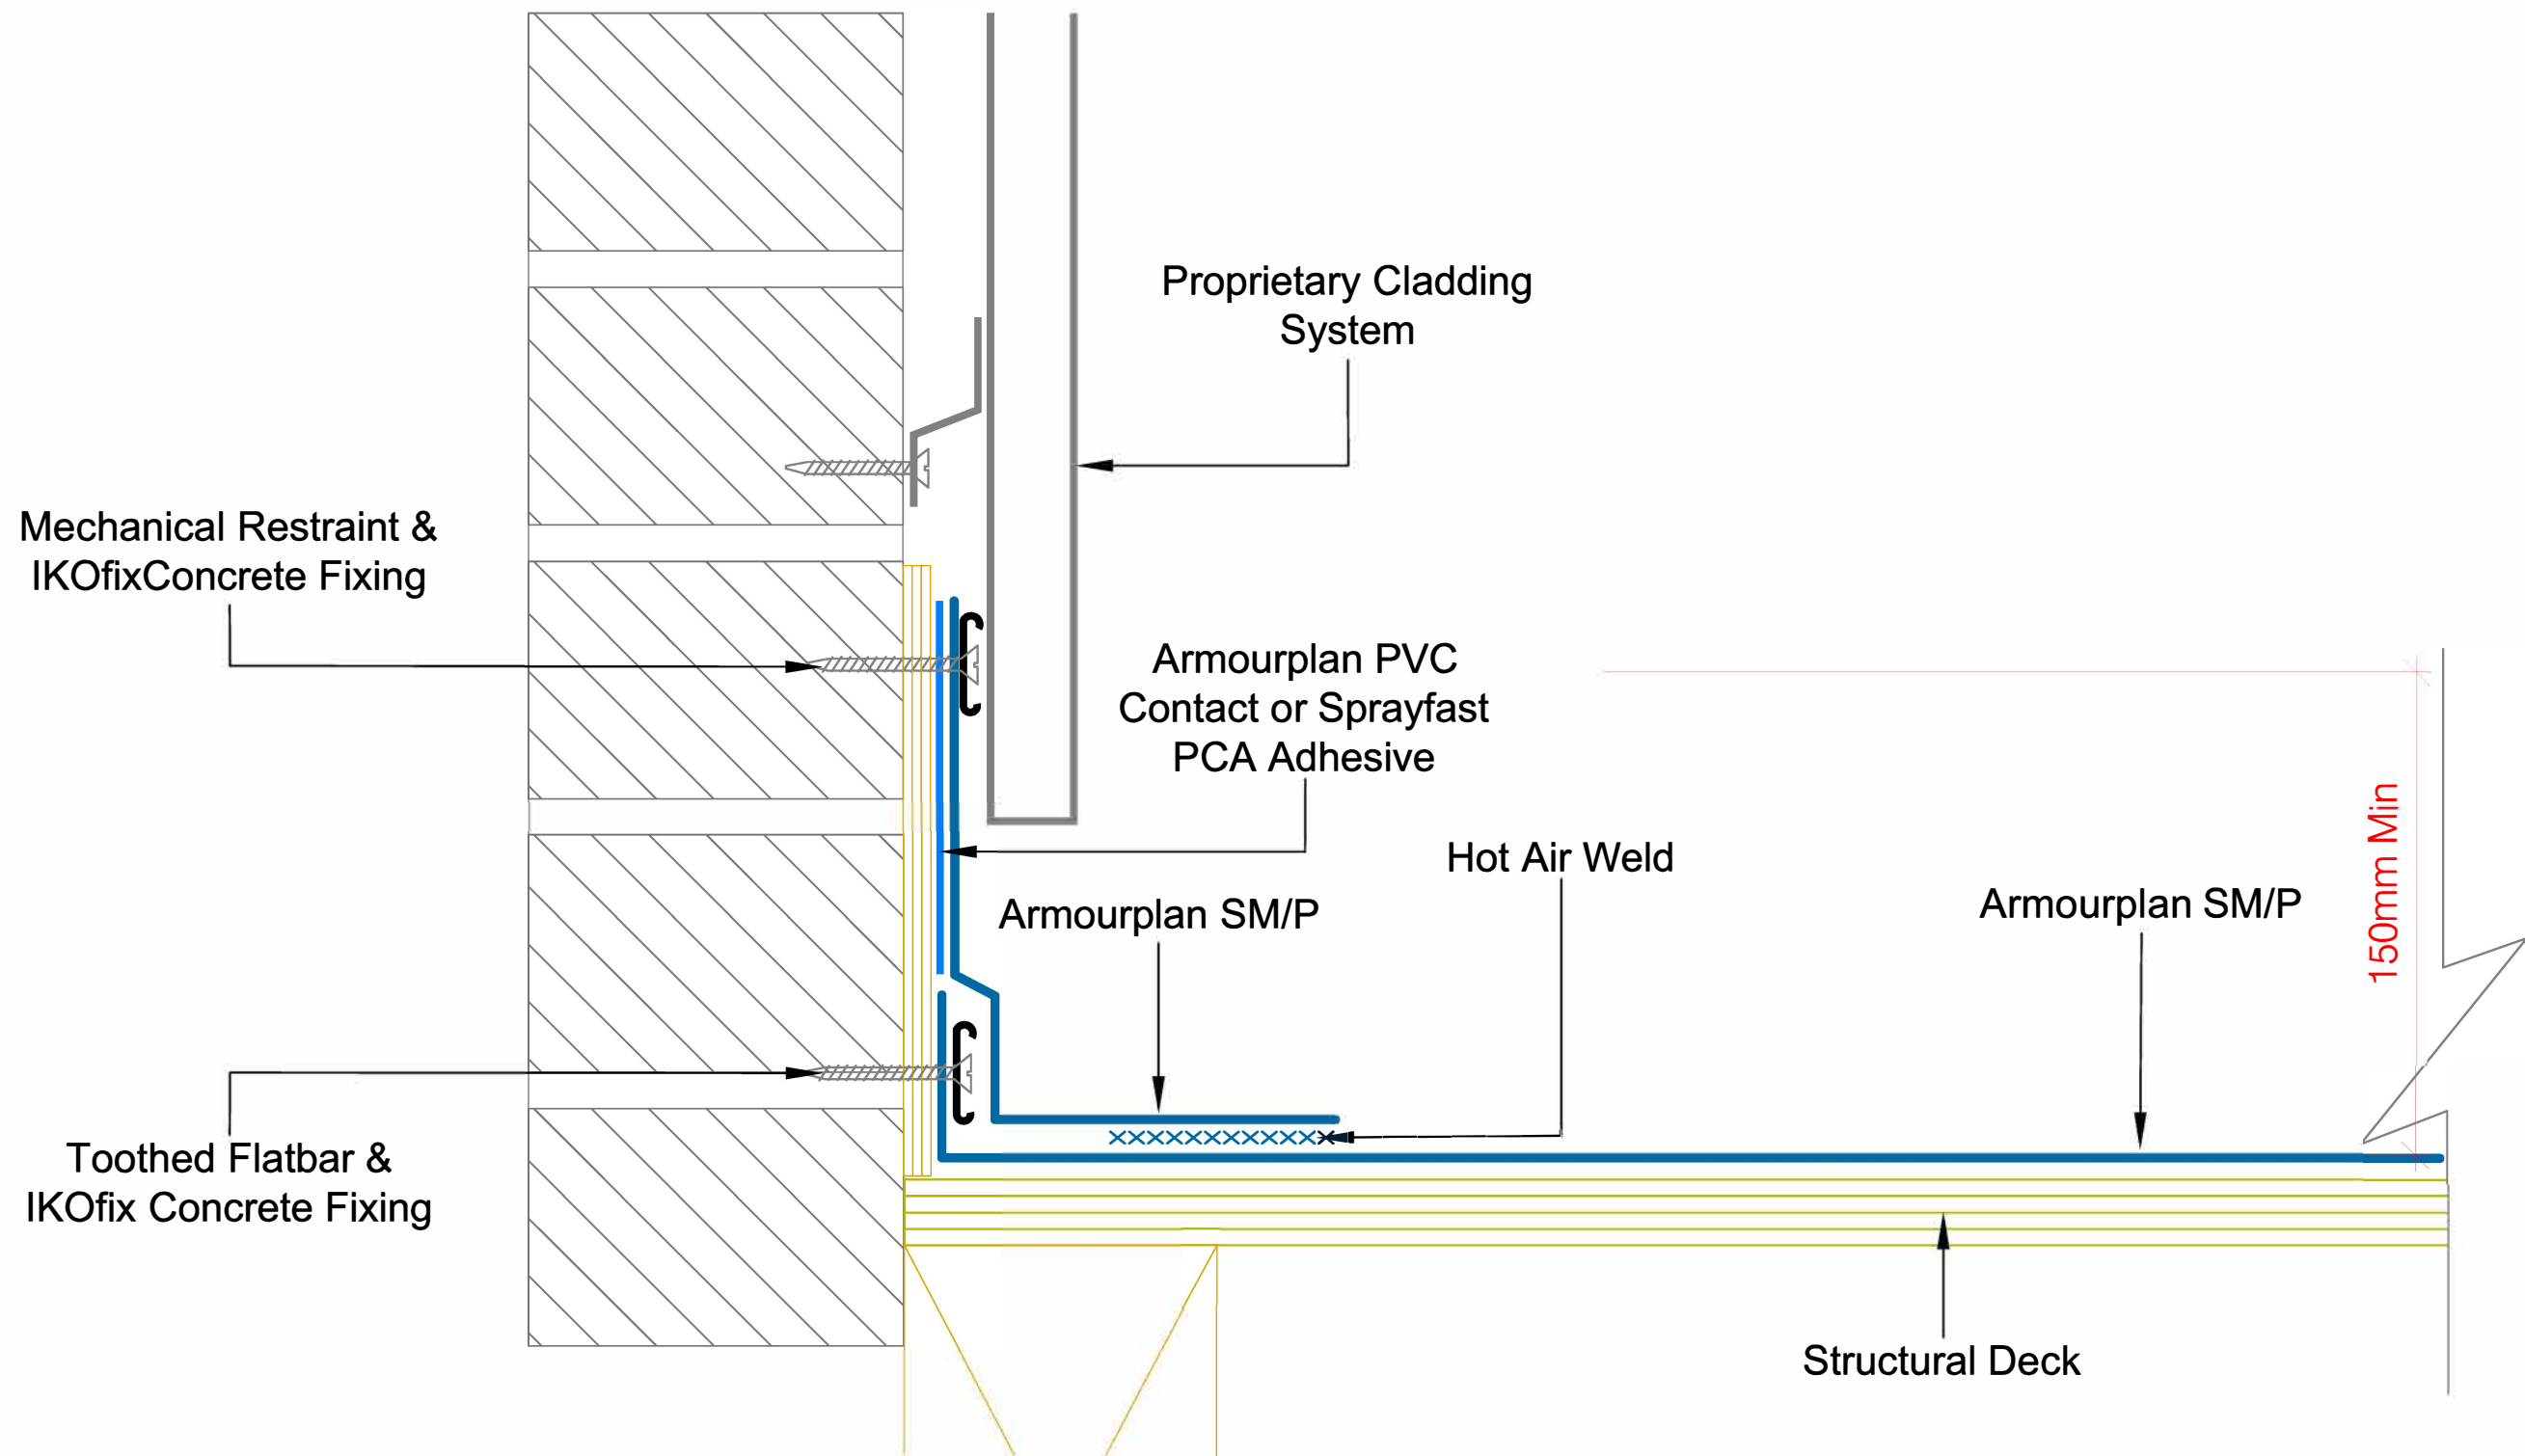 Proprietary Cladding
System
Mechanical Restraint &
IKOfixConcrete Fixing
Armourplan PVC
Contact or Sprayfast
PCA Adhesive
Hot Air Weld
Armourplan SM/P
Armourplan SM/P
150mm Min
Toothed Flatbar &
IKOfix Concrete Fixing
Structural Deck